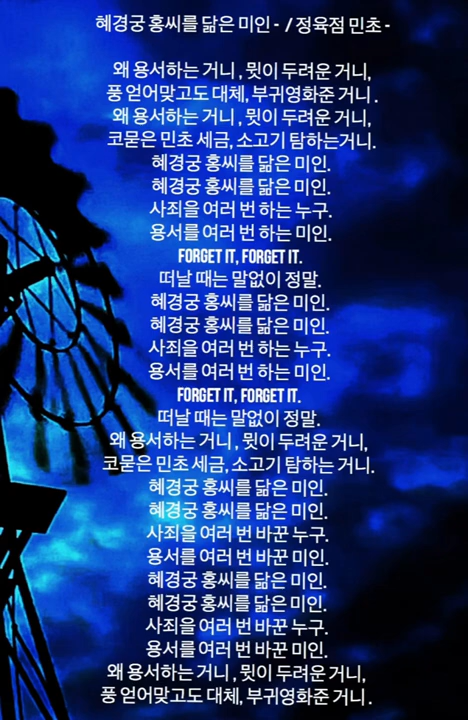 혜경궁 홍씨를 닮은 미인 - / 정육점 민초 -
왜 용서하는 거니 , 뭣이 두려운 거니,
풍 얻어맞고도 대체, 부귀영화준 거니 .
왜 용서하는 거니 , 뭣이 두려운 거니,
코묻은 민초 세금, 소고기 탐하는거니.
혜경궁 홍씨를 닮은 미인.
혜경궁 홍씨를 닮은 미인.
사죄을 여러 번 하는 누구.
용서를 여러 번 하는 미인.
FORGET IT, FORGET IT.
떠날 때는 말없이 정말.
혜경궁 홍씨를 닮은 미인.
혜경궁 홍씨를 닮은 미인.
사죄을 여러 번 하는 누구.
용서를 여러 번 하는 미인.
FORGET IT, FORGET IT.
떠날 때는 말없이 정말.
왜 용서하는 거니 , 뭣이 두려운 거니,
코묻은 민초 세금, 소고기 탐하는 거니.
혜경궁 홍씨를 닮은 미인.
혜경궁 홍씨를 닮은 미인.
사죄을 여러 번 바꾼 누구.
용서를 여러 번 바꾼 미인.
혜경궁 홍씨를 닮은 미인.
혜경궁 홍씨를 닮은 미인.
사죄을 여러 번 바꾼 누구.
용서를 여러 번 바꾼 미인.
왜 용서하는 거니 , 뭣이 두려운 거니,
풍 얻어맞고도 대체, 부귀영화준 거니 .